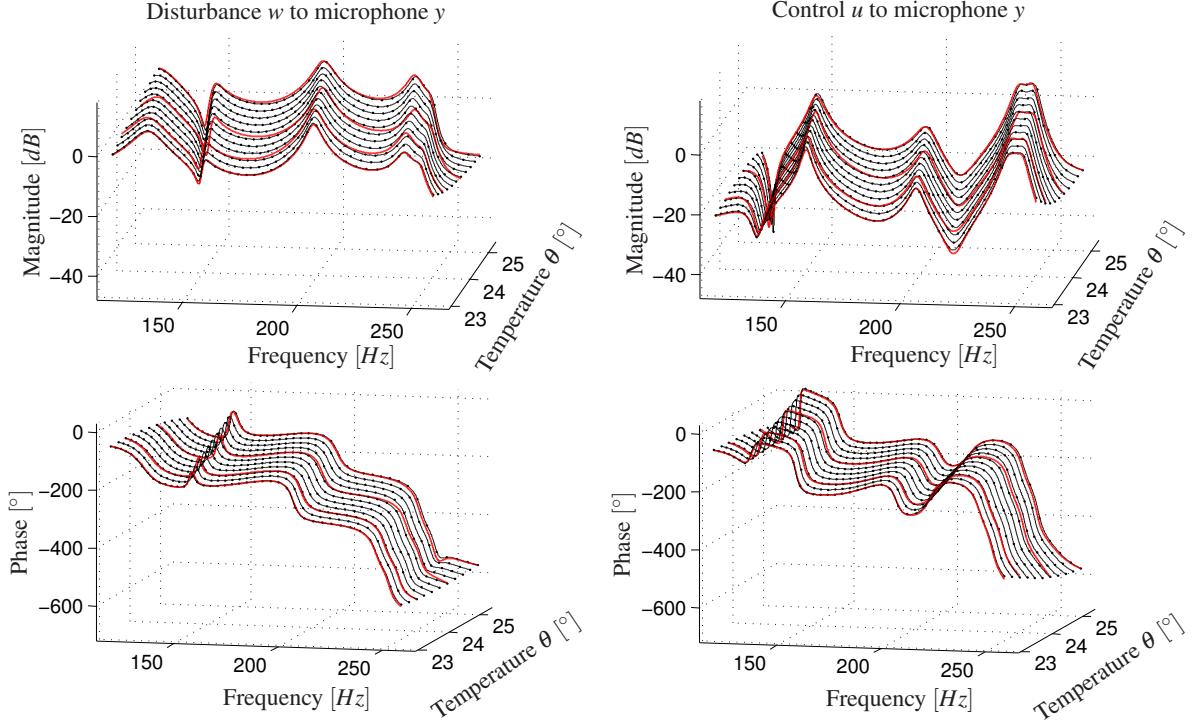 Disturbance w to microphone y
Control u to microphone y
0
−20
−40
Magnitude [dB]
150
200
250
Frequency [Hz]
23
24
25
Temperature θ [°]
0
−20
−40
Magnitude [dB]
150
200
250
Frequency [Hz]
23
24
25
Temperature θ [°]
0
−200
−400
−600
Phase [°]
150
200
250
Frequency [Hz]
23
24
25
Temperature θ [°]
0
−200
−400
−600
Phase [°]
150
200
250
Frequency [Hz]
23
24
25
Temperature θ [°]